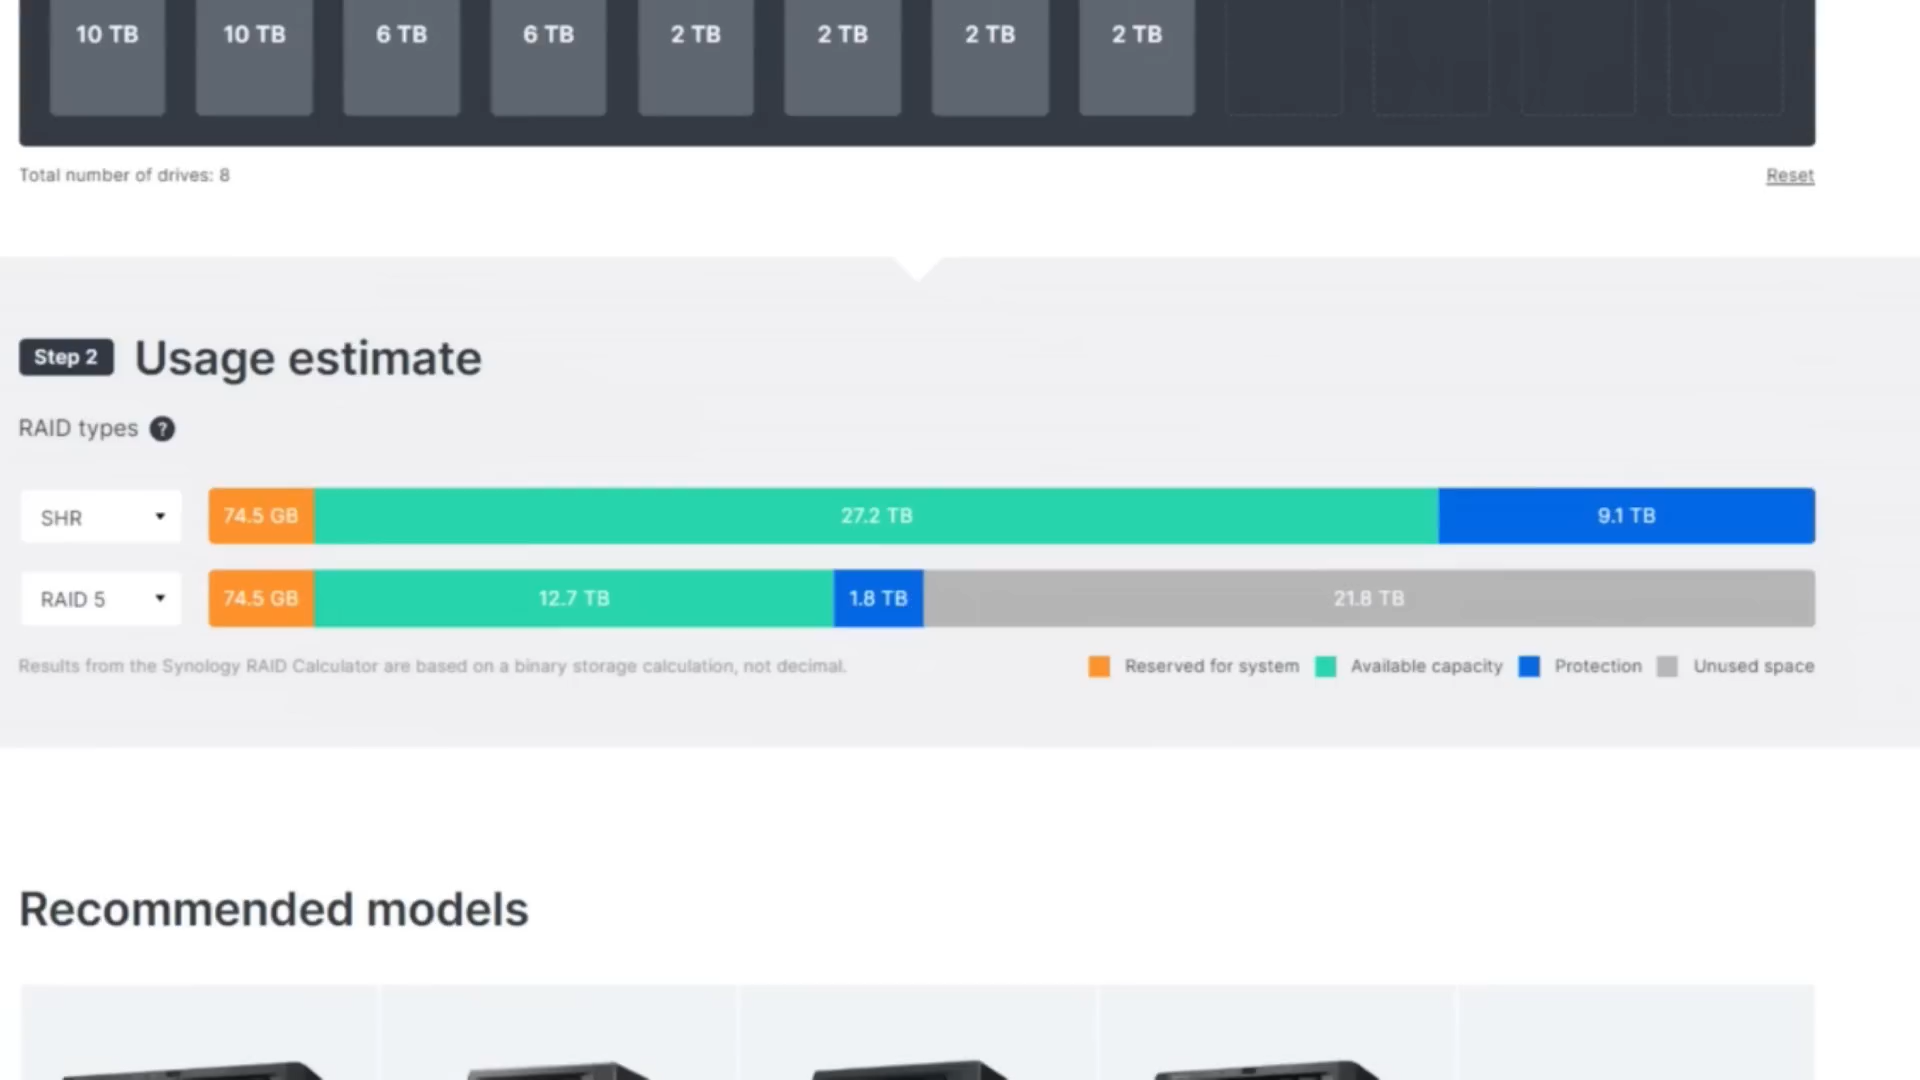 10 TB 10 TB 6 TB 6 TB 2 TB 2 TB 2 TB 2 TB
Total number of drives: 8 Reset
Step 2 Usage estimate
RAID types ?
SHR 74.5 GB 27.2 TB 9.1 TB
RAID 5 74.5 GB 12.7 TB 1.8 TB 21.8 TB
Results from the Synology RAID Calculator are based on a binary storage calculation, not decimal. Reserved for system Available capacity Protection Unused space
Recommended models